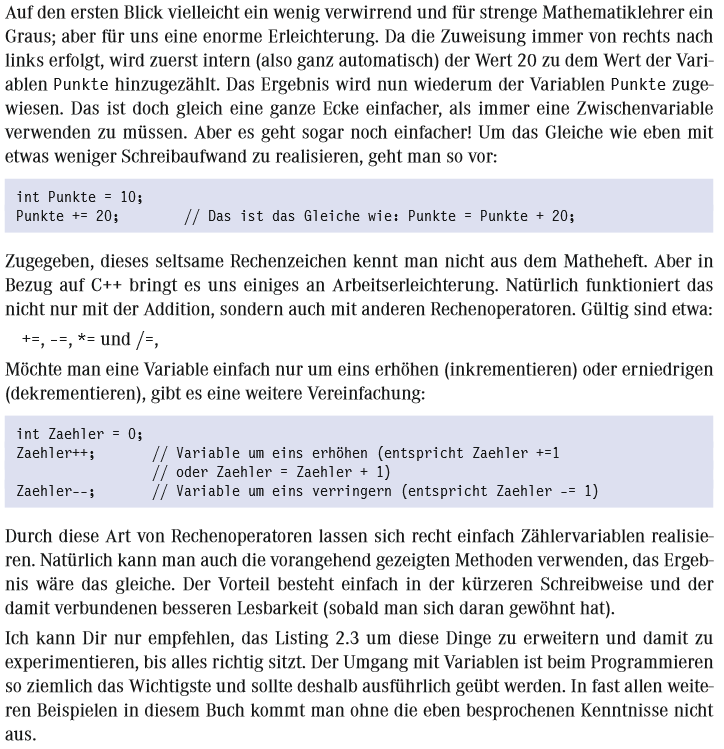 Auf den ersten Blick vielleicht ein wenig verwirrend und für strenge Mathematiklehrer ein
Graus; aber für uns eine enorme Erleichterung. Da die Zuweisung immer von rechts nach
links erfolgt, wird zuerst intern (also ganz automatisch) der Wert 20 zu dem Wert der Vari-
ablen Punkte hinzugezählt. Das Ergebnis wird nun wiederum der Variablen Punkte zuge-
wiesen. Das ist doch gleich eine ganze Ecke einfacher, als immer eine Zwischenvariable
verwenden zu müssen. Aber es geht sogar noch einfacher! Um das Gleiche wie eben mit
etwas weniger Schreibaufwand zu realisieren, geht man so vor:
int Punkte = 10;
Punkte += 20;        // Das ist das Gleiche wie: Punkte = Punkte + 20;
Zugegeben, dieses seltsame Rechenzeichen kennt man nicht aus dem Matheheft. Aber in
Bezug auf C++ bringt es uns einiges an Arbeitserleichterung. Natürlich funktioniert das
nicht nur mit der Addition, sondern auch mit anderen Rechenoperatoren. Gültig sind etwa:
+=, -=, *= und /=,
Möchte man eine Variable einfach nur um eins erhöhen (inkrementieren) oder erniedrigen
(dekrementieren), gibt es eine weitere Vereinfachung:
int Zaehler = 0;
Zaehler++;       // Variable um eins erhöhen (entspricht Zaehler +=1
// oder Zaehler = Zaehler + 1)
Zaehler--;       // Variable um eins verringern (entspricht Zaehler -= 1)
Durch diese Art von Rechenoperatoren lassen sich recht einfach Zählervariablen realisie-
ren. Natürlich kann man auch die vorangehend gezeigten Methoden verwenden, das Ergeb-
nis wäre das gleiche. Der Vorteil besteht einfach in der kürzeren Schreibweise und der
damit verbundenen besseren Lesbarkeit (sobald man sich daran gewöhnt hat).
Ich kann Dir nur empfehlen, das Listing 2.3 um diese Dinge zu erweitern und damit zu
experimentieren, bis alles richtig sitzt. Der Umgang mit Variablen ist beim Programmieren
so ziemlich das Wichtigste und sollte deshalb ausführlich geübt werden. In fast allen weite-
ren Beispielen in diesem Buch kommt man ohne die eben besprochenen Kenntnisse nicht
aus.